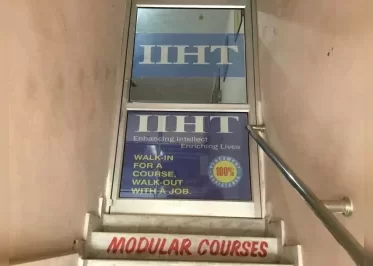 IIHT
IIHT
Enhancing Intellect
Enriching Lives
WALK-IN
FOR A
COURSE,
WALK-OUT
WITH A JOB.
100%
MODULAR COURSES